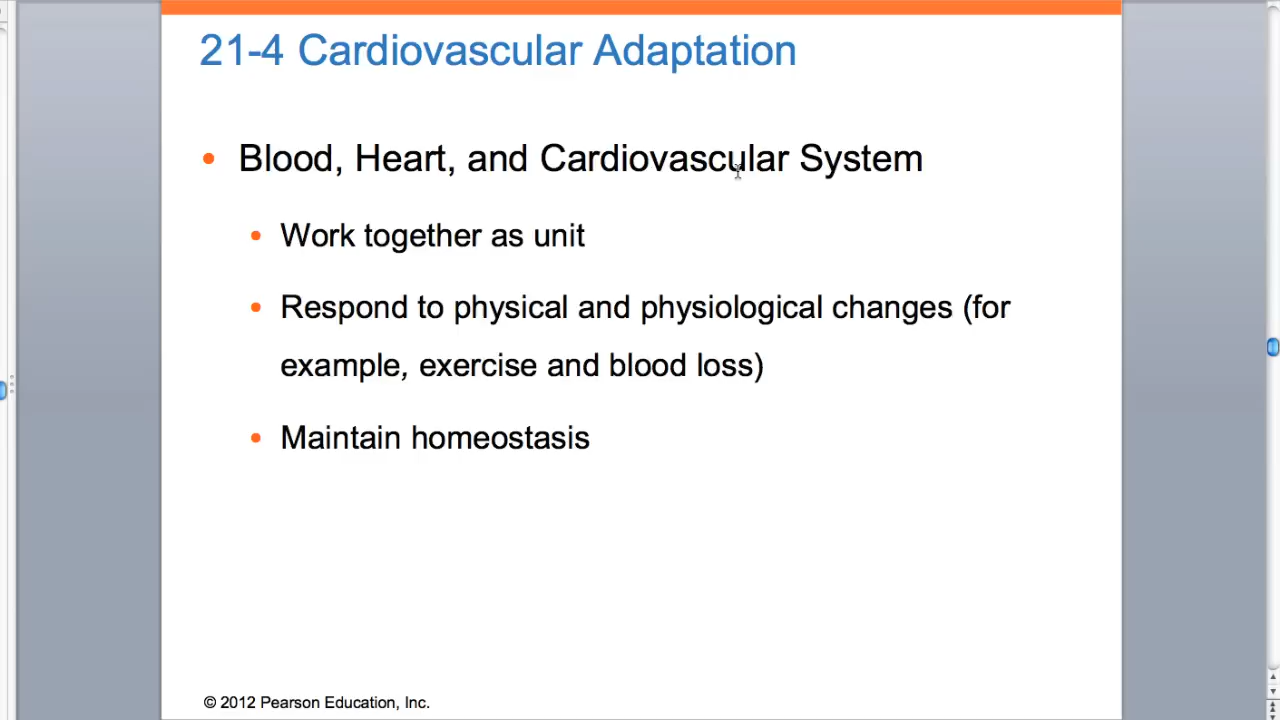 21-4 Cardiovascular Adaptation
• Blood, Heart, and Cardiovascular System
• Work together as unit
• Respond to physical and physiological changes (for
example, exercise and blood loss)
• Maintain homeostasis
© 2012 Pearson Education, Inc.